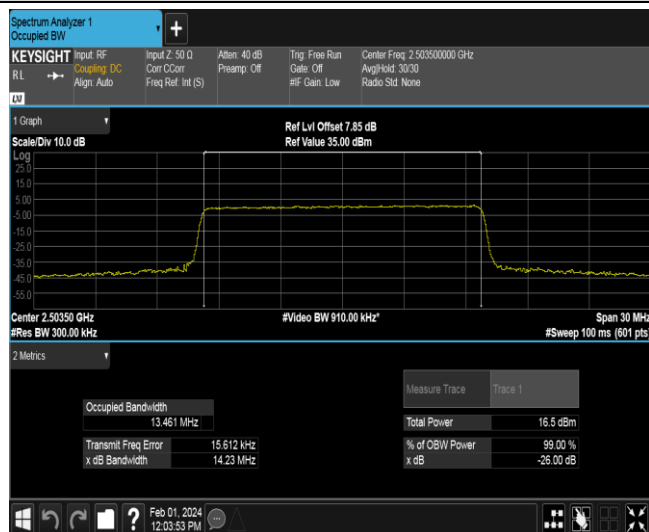 Spectrum Analyzer 1
Occupied BW
+
KEYSIGHT Input: RF Input Z: 50 Ω Atten: 40 dB Trig: Free Run Center Freq: 2.503500000 GHz
RL Coupling: DC Corr CCorr Preamp: Off Gate: Off Avg|Hold: 30/30
Align: Auto Freq Ref: Int (S) #IF Gain: Low Radio Std: None
LXI
1 Graph
Ref Lvl Offset 7.85 dB
Scale/Div 10.0 dB Ref Value 35.00 dBm
Log
25.0
15.0
5.00
-5.00
-15.0
-25.0
-35.0
-45.0
-55.0
Center 2.50350 GHz #Video BW 910.00 kHz* Span 30 MHz
#Res BW 300.00 kHz #Sweep 100 ms (601 pts)
2 Metrics
Measure Trace Trace 1
Occupied Bandwidth
13.461 MHz Total Power 16.5 dBm
Transmit Freq Error 15.612 kHz % of OBW Power 99.00 %
x dB Bandwidth 14.23 MHz x dB -26.00 dB
? Feb 01, 2024
12:03:53 PM